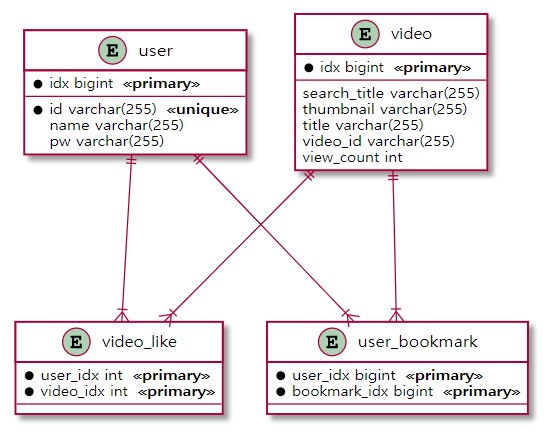 E user
idx bigint «primary»
id varchar(255) «unique»
name varchar(255)
pw varchar(255)
E video
idx bigint «primary»
search_title varchar(255)
thumbnail varchar(255)
title varchar(255)
video_id varchar(255)
view_count int
E video_like
user_idx int «primary»
video_idx int «primary»
E user_bookmark
user_idx bigint «primary»
bookmark_idx bigint «primary»